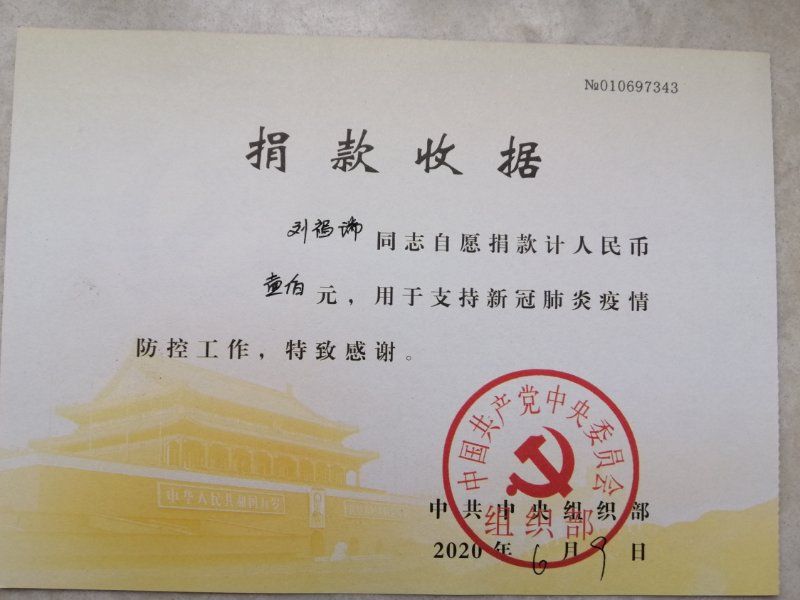 №010697343
捐款收据
刘福瑞 同志自愿捐款计人民币
壹佰 元，用于支持新冠肺炎疫情
防控工作，特致感谢。
中国共产党中央委员会
组织部
中共中央组织部
2020年6月9日
中华人民共和国万岁